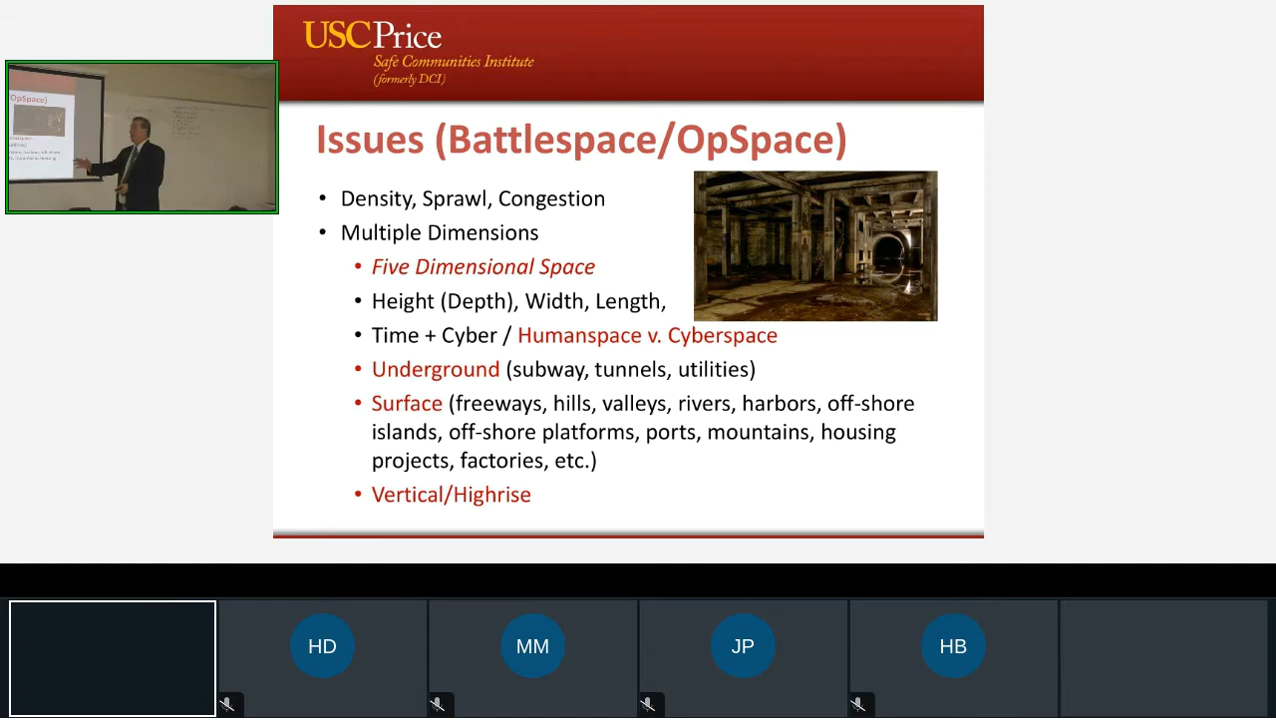 USC Price
Safe Communities Institute
(formerly DCI)
OpSpace)
Issues (Battlespace/OpSpace)
• Density, Sprawl, Congestion
• Multiple Dimensions
• Five Dimensional Space
• Height (Depth), Width, Length,
• Time + Cyber / Humanspace v. Cyberspace
• Underground (subway, tunnels, utilities)
• Surface (freeways, hills, valleys, rivers, harbors, off-shore
islands, off-shore platforms, ports, mountains, housing
projects, factories, etc.)
• Vertical/Highrise
HD
MM
JP
HB